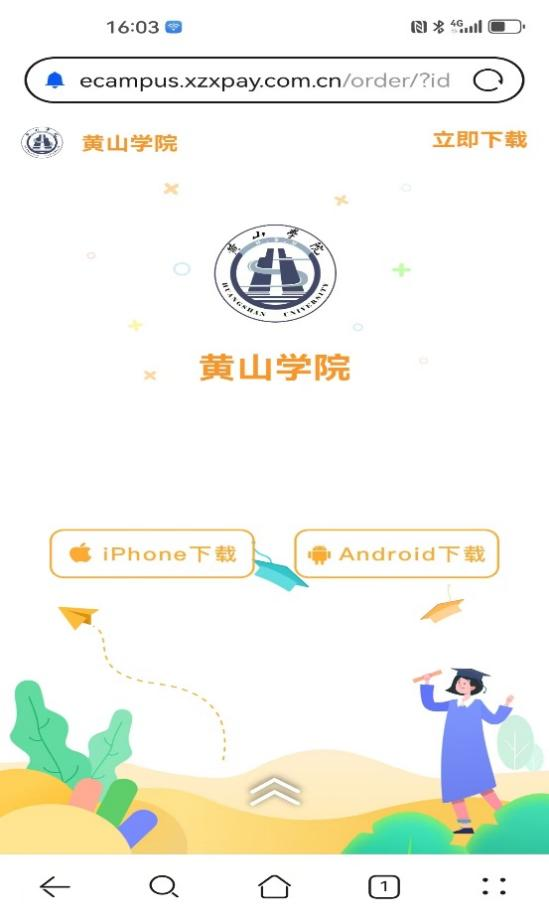 16:03
4G
ecampus.xzxpay.com.cn/order/?id
黄山学院
立即下载
黄山学院
HUANGSHAN UNIVERSITY
黄山学院
iPhone下载
Android下载
1